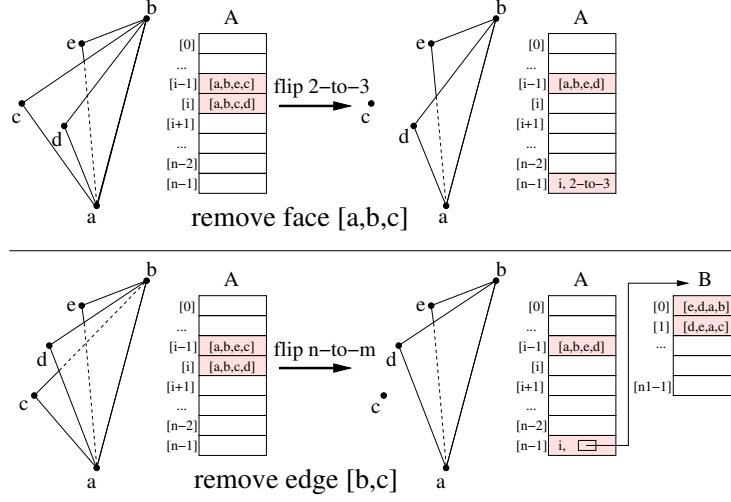 b
A
e
[0]
...
[i−1] [a,b,e,c]
[i] [a,b,c,d]
[i+1]
...
[n−2]
[n−1]
c
d
a
flip 2−to−3
b
A
e
[0]
...
[i−1] [a,b,e,d]
[i]
[i+1]
...
[n−2]
[n−1] i, 2−to−3
c
d
a
remove face [a,b,c]
b
A
e
[0]
...
[i−1] [a,b,e,c]
[i] [a,b,c,d]
[i+1]
...
[n−2]
[n−1]
d
c
a
flip n−to−m
b
A
e
[0]
...
[i−1] [a,b,e,d]
[i]
[i+1]
...
[n−2]
[n−1] i,
d
c
a
B
[0] [e,d,a,b]
[1] [d,e,a,c]
...
[n1−1]
remove edge [b,c]